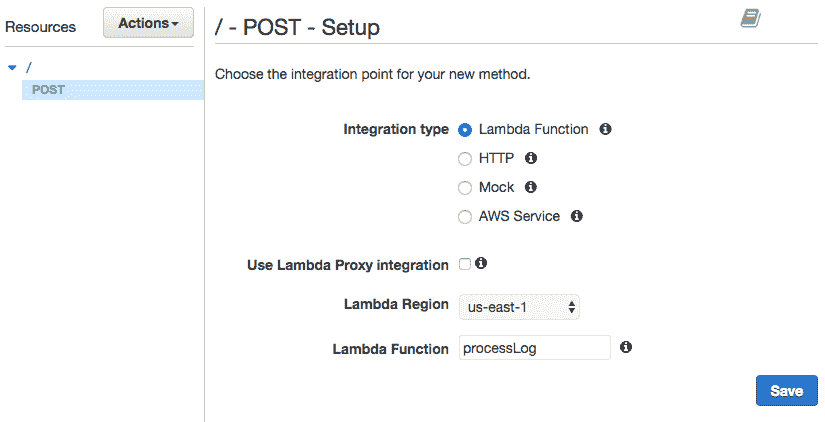 Resources
Actions
/
POST
/ - POST - Setup
Choose the integration point for your new method.
Integration type
Lambda Function
HTTP
Mock
AWS Service
Use Lambda Proxy integration
Lambda Region
us-east-1
Lambda Function
processLog
Save